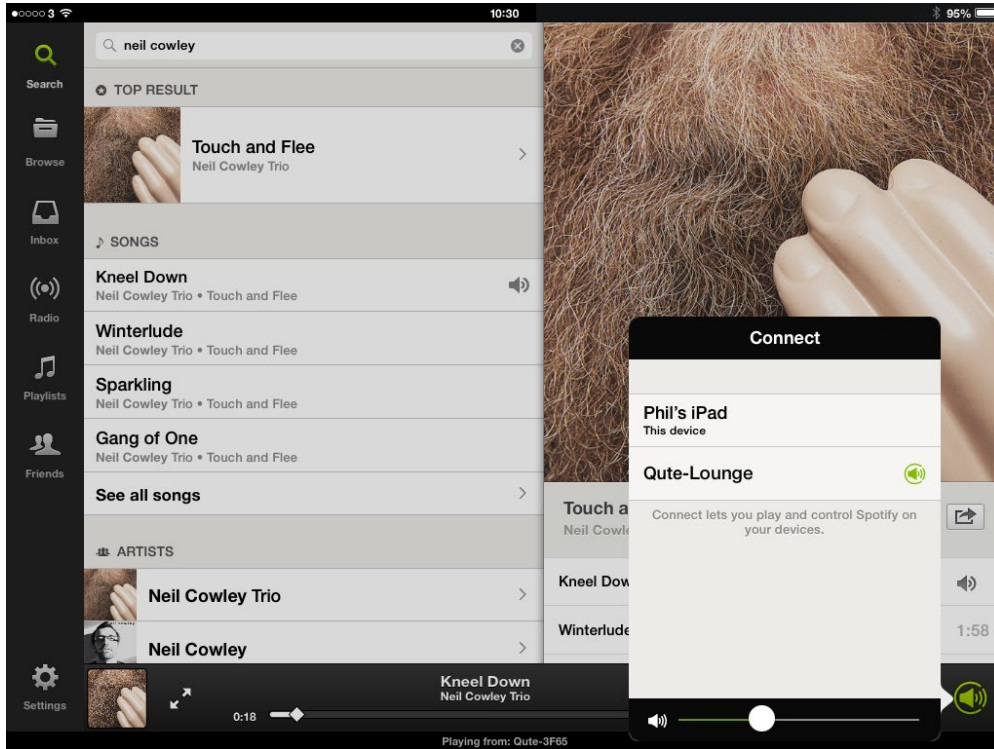 3
10:30
95%
neil cowley
Search
TOP RESULT
Touch and Flee
Neil Cowley Trio
Browse
Inbox
SONGS
Kneel Down
Neil Cowley Trio • Touch and Flee
Radio
Winterlude
Neil Cowley Trio • Touch and Flee
Sparkling
Neil Cowley Trio • Touch and Flee
Playlists
Gang of One
Neil Cowley Trio • Touch and Flee
Friends
See all songs
ARTISTS
Neil Cowley Trio
Neil Cowley
Connect
Phil's iPad
This device
Qute-Lounge
Connect lets you play and control Spotify on
your devices.
Touch a
Neil Cowle
Kneel Dow
Winterlude
1:58
Settings
Kneel Down
Neil Cowley Trio
0:18
Playing from: Qute-3F65